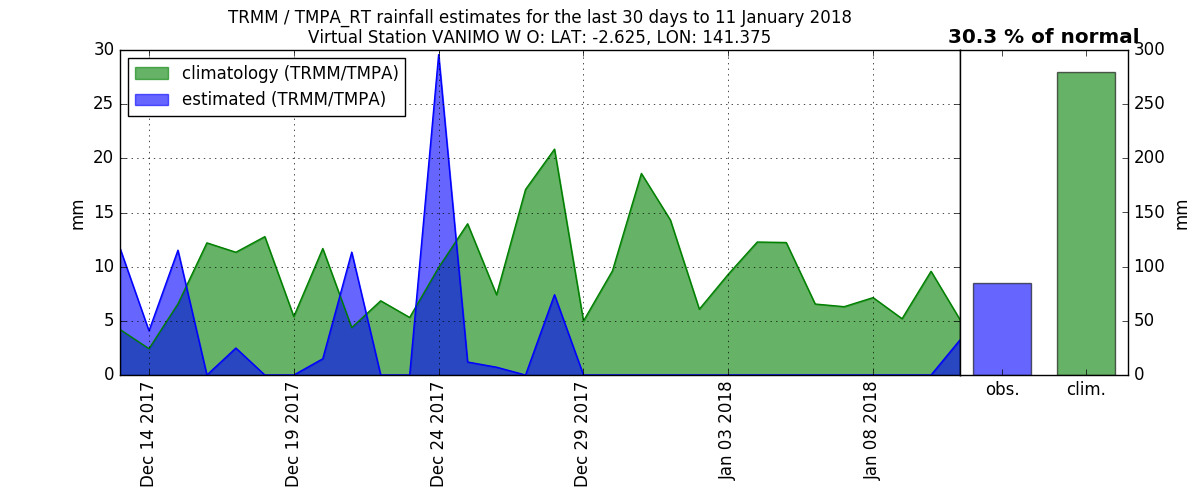 TRMM / TMPA_RT rainfall estimates for the last 30 days to 11 January 2018
Virtual Station VANIMO W O: LAT: -2.625, LON: 141.375
30.3 % of normal
climatology (TRMM/TMPA)
estimated (TRMM/TMPA)
30
25
20
15
10
5
0
mm
Dec 14 2017
Dec 19 2017
Dec 24 2017
Dec 29 2017
Jan 03 2018
Jan 08 2018
obs.
clim.
300
250
200
150
100
50
0
mm